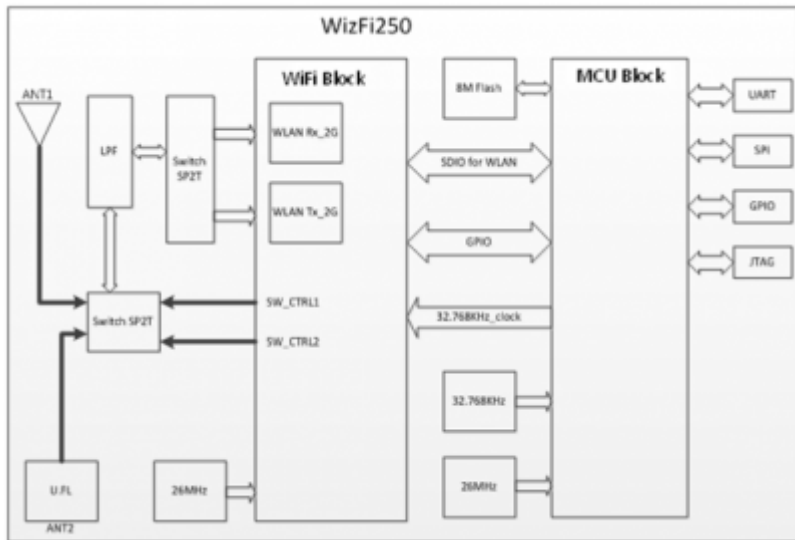 WizFi250
WiFi Block
MCU Block
8M Flash
UART
ANT1
LPF
Switch
SP2T
WLAN Rx_2G
SDIO for WLAN
SPI
WLAN Tx_2G
GPIO
GPIO
JTAG
Switch SP2T
SW_CTRL1
32.768KHz_clock
SW_CTRL2
32.768KHz
U.FL
26MHz
26MHz
ANT2